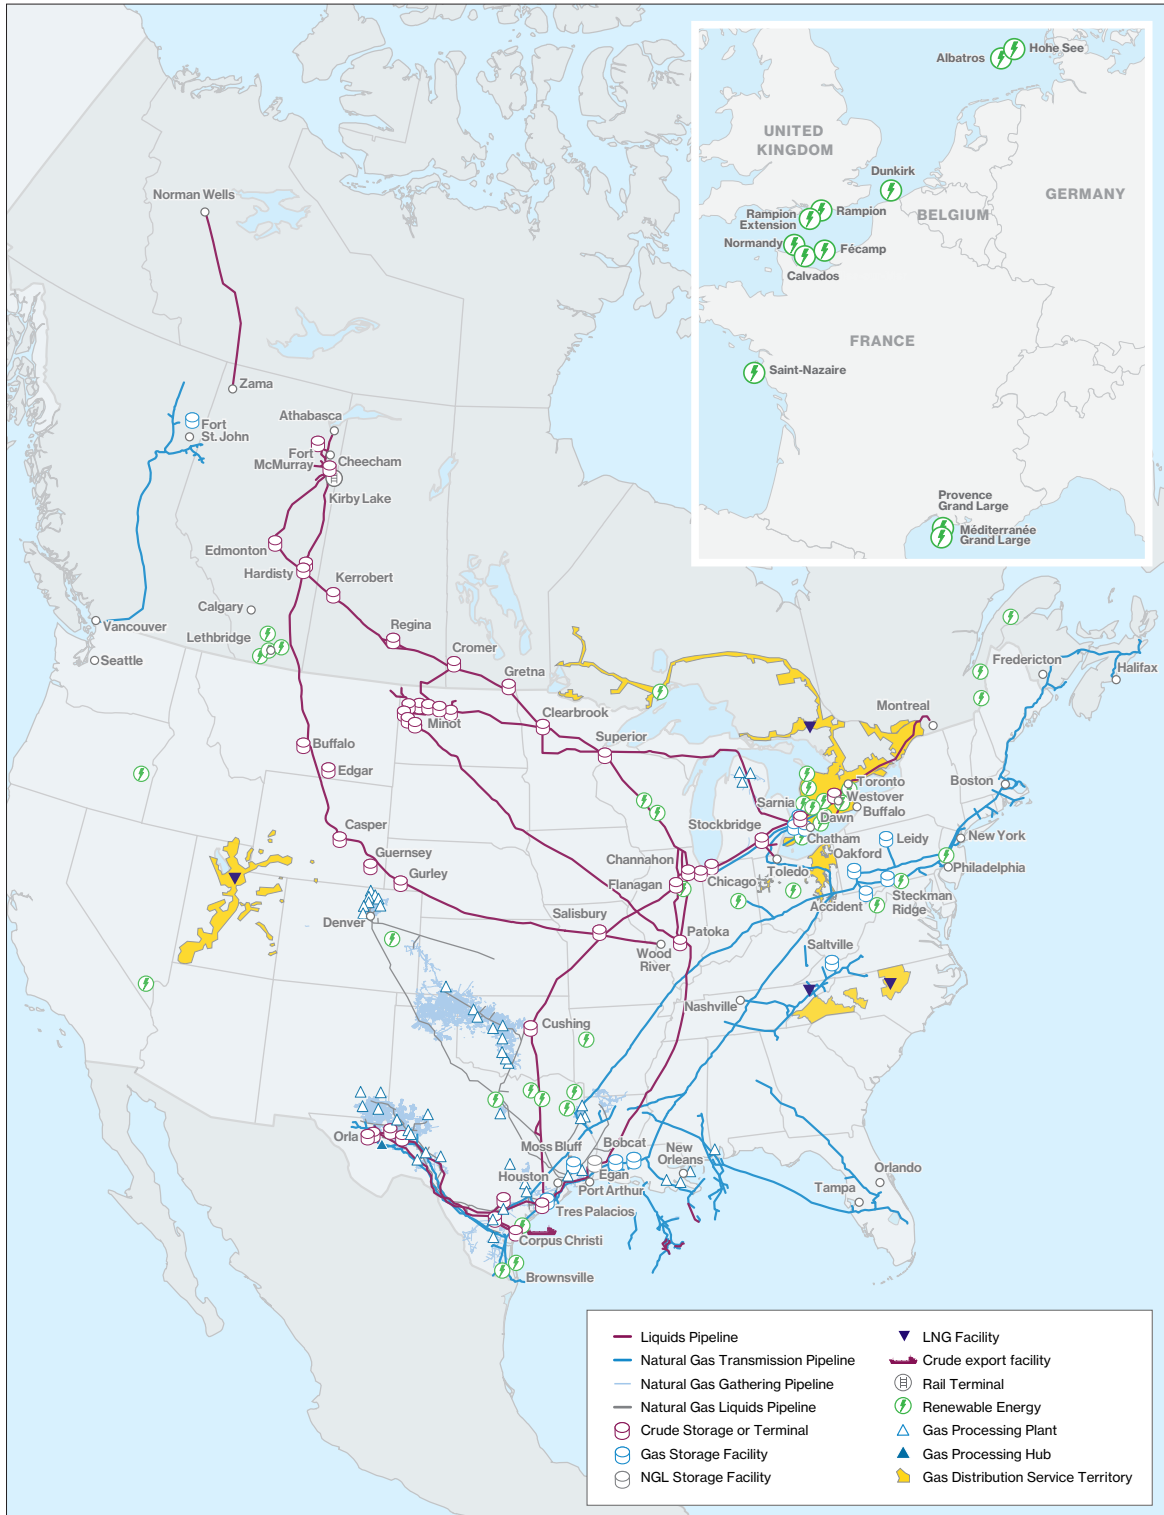 Albatros
Hohe See
UNITED
KINGDOM
Dunkirk
Rampion
Rampion
Extension
BELGIUM
GERMANY
Normandy
Fécamp
Calvados
FRANCE
Saint-Nazaire
Provence
Grand Large
Méditerranée
Grand Large
Norman Wells
Zama
Fort
St. John
Athabasca
Fort
McMurray
Cheecham
Kirby Lake
Edmonton
Hardisty
Kerrobert
Calgary
Vancouver
Lethbridge
Regina
Seattle
Cromer
Gretna
Fredericton
Halifax
Montreal
Minot
Clearbrook
Superior
Buffalo
Edgar
Boston
Toronto
Westover
Sarnia
Buffalo
Dawn
Stockbridge
Chatham
Leidy
New York
Casper
Guernsey
Gurley
Channahon
Oakford
Toledo
Philadelphia
Flanagan
Chicago
Steckman
Ridge
Accident
Denver
Salisbury
Patoka
Wood
River
Saltville
Nashville
Cushing
Orla
Moss Bluff
Bobcat
New
Orleans
Houston
Egan
Port Arthur
Orlando
Tampa
Tres Palacios
Corpus Christi
Brownsville
Liquids Pipeline
Natural Gas Transmission Pipeline
Natural Gas Gathering Pipeline
Natural Gas Liquids Pipeline
Crude Storage or Terminal
Gas Storage Facility
NGL Storage Facility
LNG Facility
Crude export facility
Rail Terminal
Renewable Energy
Gas Processing Plant
Gas Processing Hub
Gas Distribution Service Territory